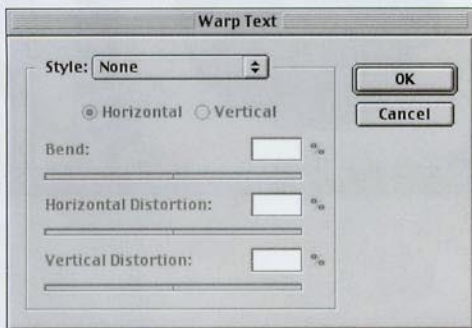 Warp Text
Style: None
OK
Cancel
Horizontal Vertical
Bend: %
Horizontal Distortion: %
Vertical Distortion: %